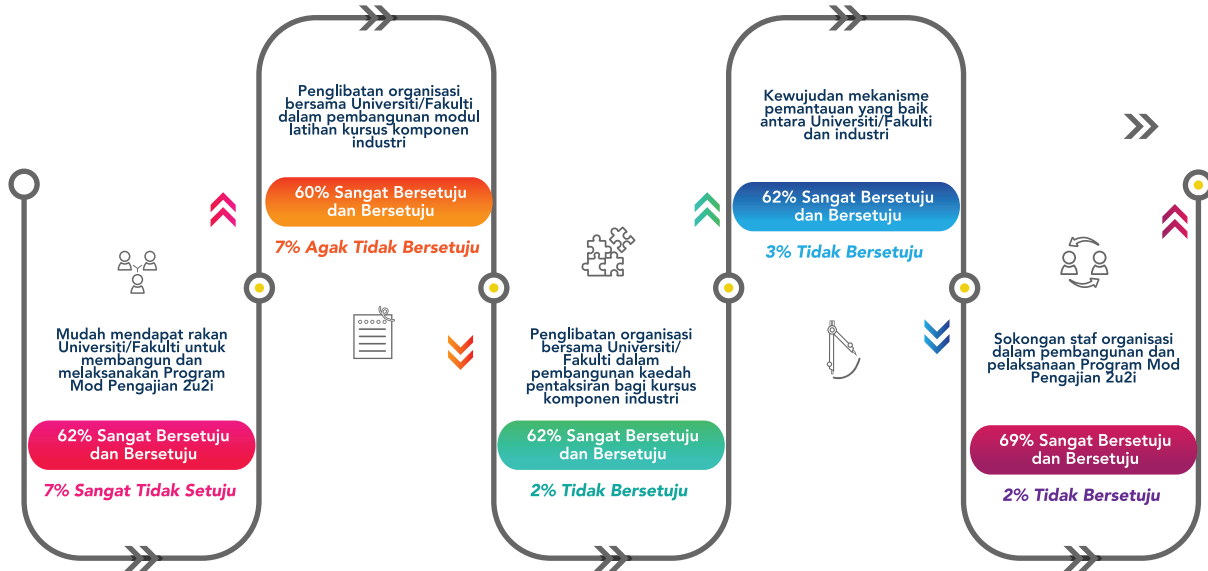 Mudah mendapat rakan
Universiti/Fakulti untuk
membangun dan
melaksanakan Program
Mod Pengajian 2u2i
62% Sangat Bersetuju
dan Bersetuju
7% Sangat Tidak Setuju
Penglibatan organisasi
bersama Universiti/Fakulti
dalam pembangunan modul
latihan kursus komponen
industri
60% Sangat Bersetuju
dan Bersetuju
7% Agak Tidak Bersetuju
Penglibatan organisasi
bersama Universiti/
Fakulti dalam
pembangunan kaedah
pentaksiran bagi kursus
komponen industri
62% Sangat Bersetuju
dan Bersetuju
2% Tidak Bersetuju
Kewujudan mekanisme
pemantauan yang baik
antara Universiti/Fakulti
dan industri
62% Sangat Bersetuju
dan Bersetuju
3% Tidak Bersetuju
Sokongan staf organisasi
dalam pembangunan dan
pelaksanaan Program Mod
Pengajian 2u2i
69% Sangat Bersetuju
dan Bersetuju
2% Tidak Bersetuju